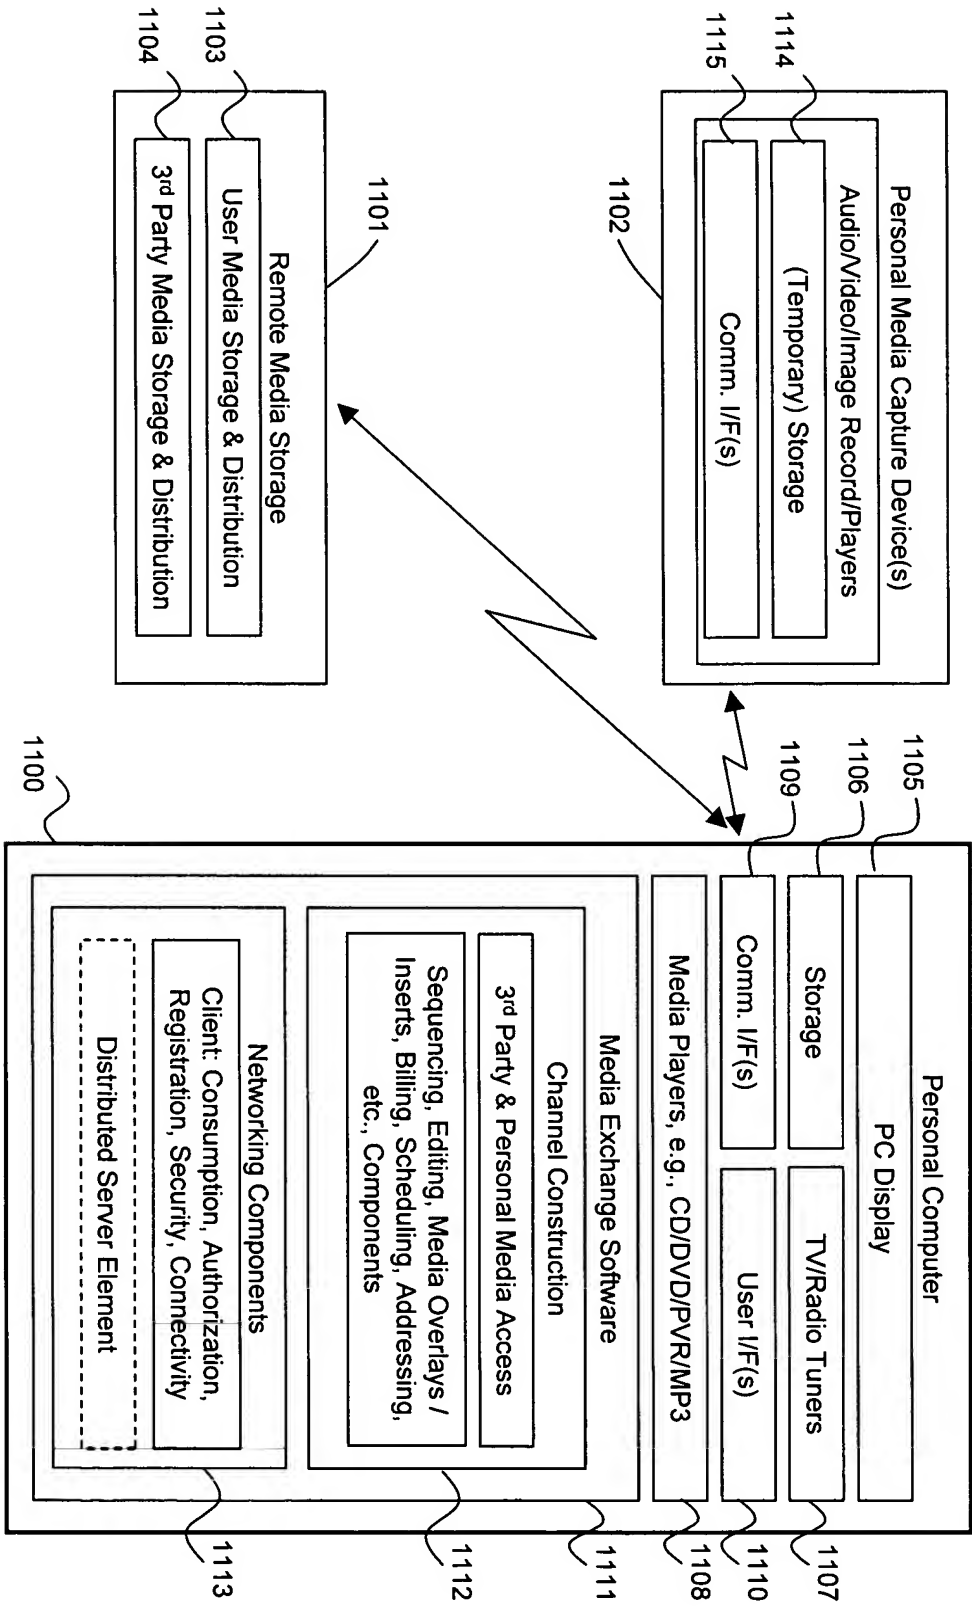 Personal Media Capture Device(s)
Audio/Video/Image Record/Players
(Temporary) Storage
Comm. I/F(s)
1114
1115
1102
Remote Media Storage
User Media Storage & Distribution
3rd Party Media Storage & Distribution
1101
1103
1104
Personal Computer
PC Display
Storage
TV/Radio Tuners
Comm. I/F(s)
User I/F(s)
Media Players, e.g., CD/DVD/PVR/MP3
Media Exchange Software
Channel Construction
3rd Party & Personal Media Access
Sequencing, Editing, Media Overlays /
Inserts, Billing, Scheduling, Addressing,
etc., Components
Networking Components
Client: Consumption, Authorization,
Registration, Security, Connectivity
Distributed Server Element
1105
1106
1109
1100
1107
1110
1108
1111
1112
1113